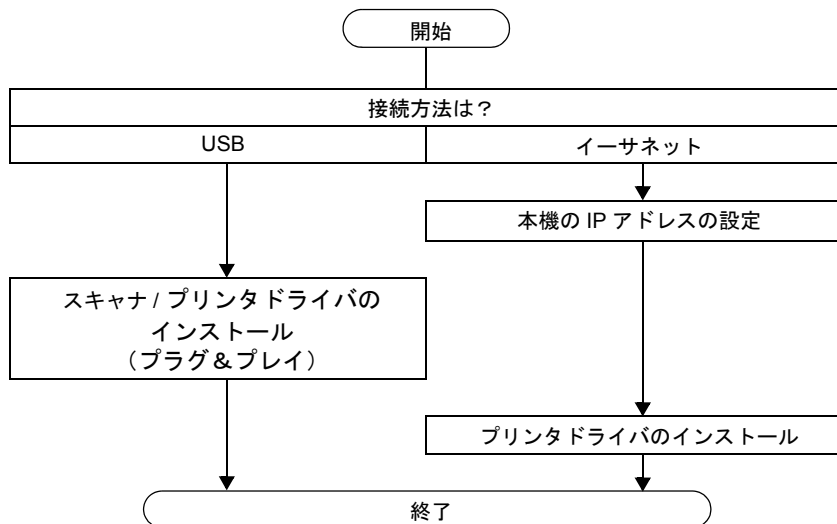 開始
接続方法は？
USB
イーサネット
本機の IP アドレスの設定
スキャナ / プリンタドライバの
インストール
（プラグ＆プレイ）
プリンタドライバのインストール
終了